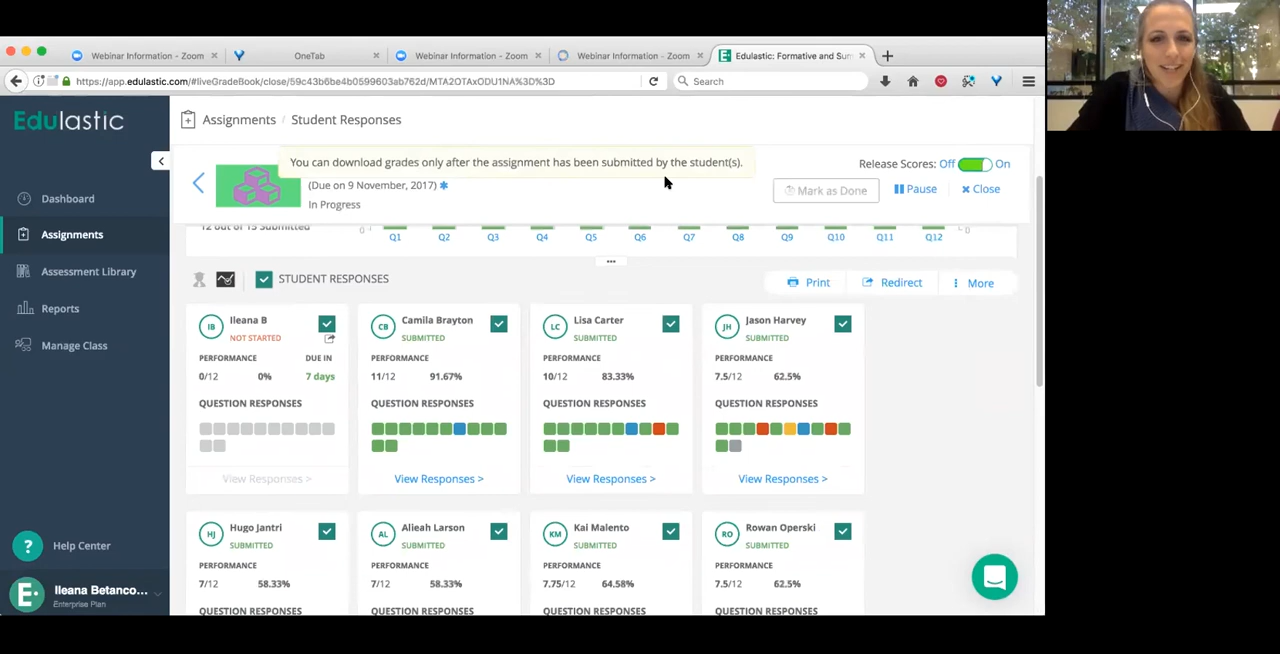 Webinar Information - Zoom
OneTab
Webinar Information - Zoom
Webinar Information - Zoom
Edulastic: Formative and Sum
https://app.edulastic.com/#liveGradeBook/close/59c43b6be4b0599603ab762d/MTA2OTAxODU1NA%3D%3D
Search
Edulastic
Assignments / Student Responses
You can download grades only after the assignment has been submitted by the student(s).
Release Scores: Off On
(Due on 9 November, 2017)
In Progress
Mark as Done
Pause
Close
Dashboard
Assignments
Assessment Library
Reports
Manage Class
12 out of 15 Submitted
0
Q1 Q2 Q3 Q4 Q5 Q6 Q7 Q8 Q9 Q10 Q11 Q12
0
STUDENT RESPONSES
Print
Redirect
More
IB
Ileana B
NOT STARTED
PERFORMANCE DUE IN
0/12 0% 7 days
QUESTION RESPONSES
View Responses >
CB
Camila Brayton
SUBMITTED
PERFORMANCE
11/12 91.67%
QUESTION RESPONSES
View Responses >
LC
Lisa Carter
SUBMITTED
PERFORMANCE
10/12 83.33%
QUESTION RESPONSES
View Responses >
JH
Jason Harvey
SUBMITTED
PERFORMANCE
7.5/12 62.5%
QUESTION RESPONSES
View Responses >
HJ
Hugo Jantri
SUBMITTED
PERFORMANCE
7/12 58.33%
QUESTION RESPONSES
AL
Alieah Larson
SUBMITTED
PERFORMANCE
7/12 58.33%
QUESTION RESPONSES
KM
Kai Malento
SUBMITTED
PERFORMANCE
7.75/12 64.58%
QUESTION RESPONSES
RO
Rowan Operski
SUBMITTED
PERFORMANCE
7.5/12 62.5%
QUESTION RESPONSES
? Help Center
E
Ileana Betanco...
Enterprise Plan